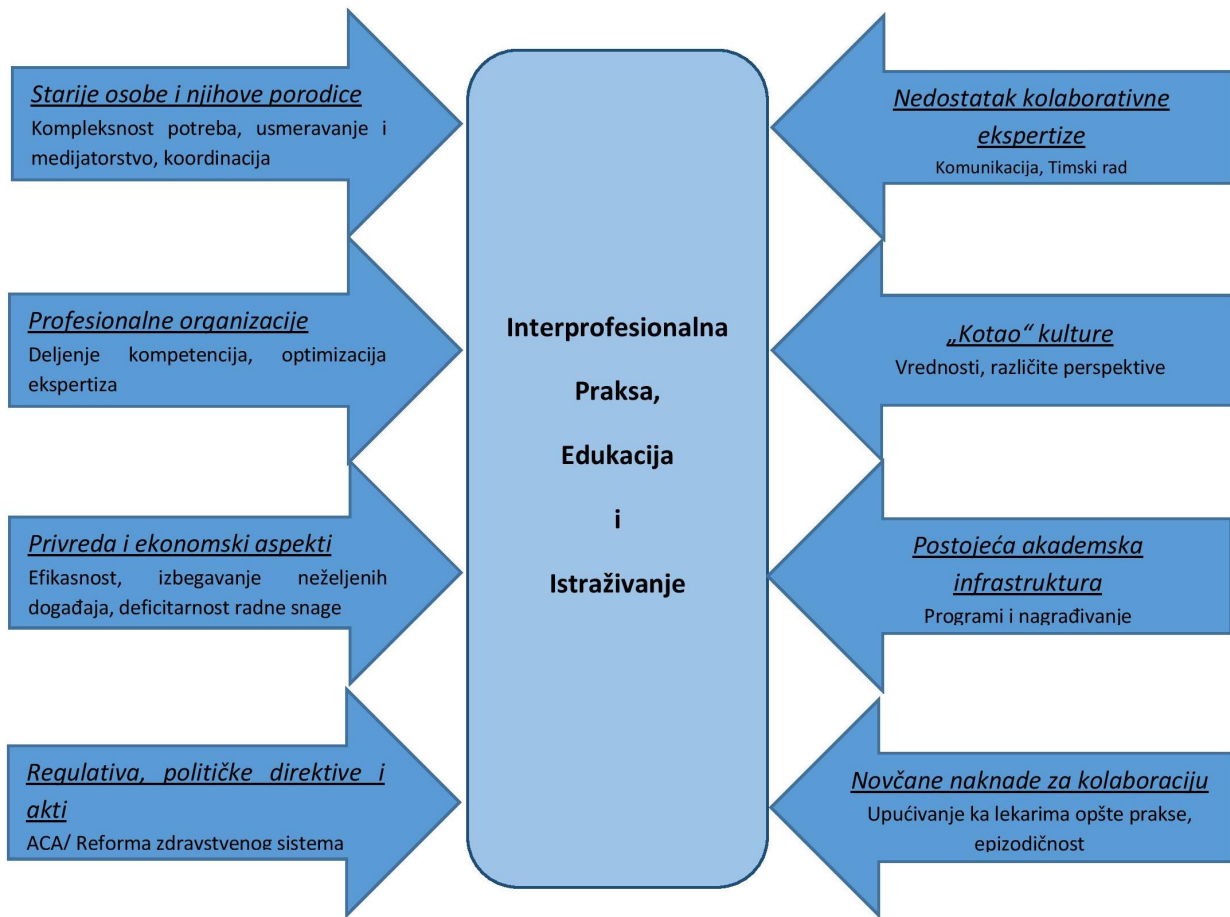 Starije osobe i njihove porodice
Kompleksnost potreba, usmeravanje i
medijatorstvo, koordinacija
Profesionalne organizacije
Deljenje kompetencija, optimizacija
ekspertiza
Privreda i ekonomski aspekti
Efikasnost, izbegavanje neželjenih
događaja, deficitarnost radne snage
Regulativa, političke direktive i
akti
ACA/ Reforma zdravstvenog sistema
Interprofesionalna
Praksa,
Edukacija
i
Istraživanje
Nedostatak kolaborativne
ekspertize
Komunikacija, Timski rad
„Kotao“ kulture
Vrednosti, različite perspektive
Postojeća akademska
infrastruktura
Programi i nagrađivanje
Novčane naknade za kolaboraciju
Upućivanje ka lekarima opšte prakse,
epizodičnost